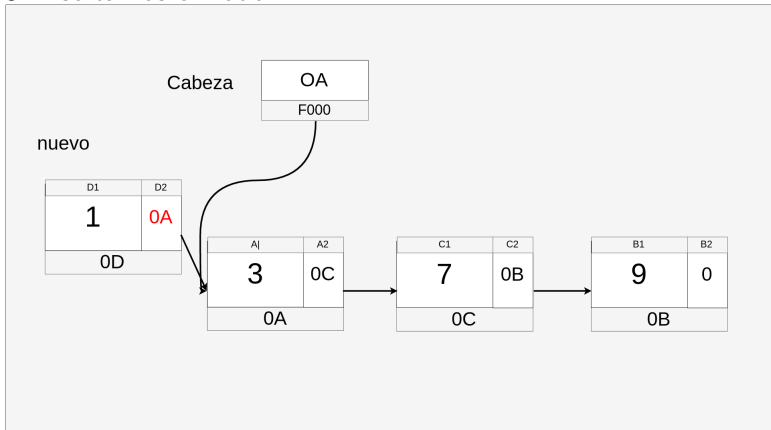 Cabeza
OA
F000
nuevo
D1 D2
1 0A
0D
A| A2
3 0C
0A
C1 C2
7 0B
0C
B1 B2
9 0
0B